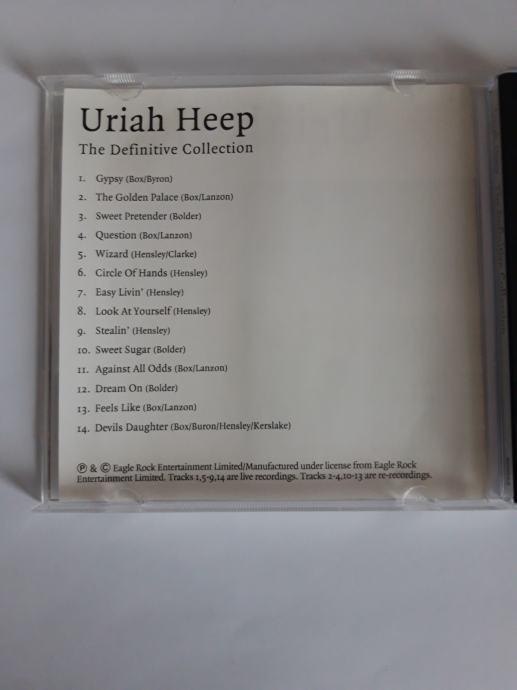 Uriah Heep
The Definitive Collection
1. Gypsy (Box/Byron)
2. The Golden Palace (Box/Lanzon)
3. Sweet Pretender (Bolder)
4. Question (Box/Lanzon)
5. Wizard (Hensley/Clarke)
6. Circle Of Hands (Hensley)
7. Easy Livin' (Hensley)
8. Look At Yourself (Hensley)
9. Stealin' (Hensley)
10. Sweet Sugar (Bolder)
11. Against All Odds (Box/Lanzon)
12. Dream On (Bolder)
13. Feels Like (Box/Lanzon)
14. Devils Daughter (Box/Buron/Hensley/Kerslake)
℗ & © Eagle Rock Entertainment Limited/Manufactured under license from Eagle Rock
Entertainment Limited. Tracks 1,5-9,14 are live recordings. Tracks 2-4,10-13 are re-recordings.